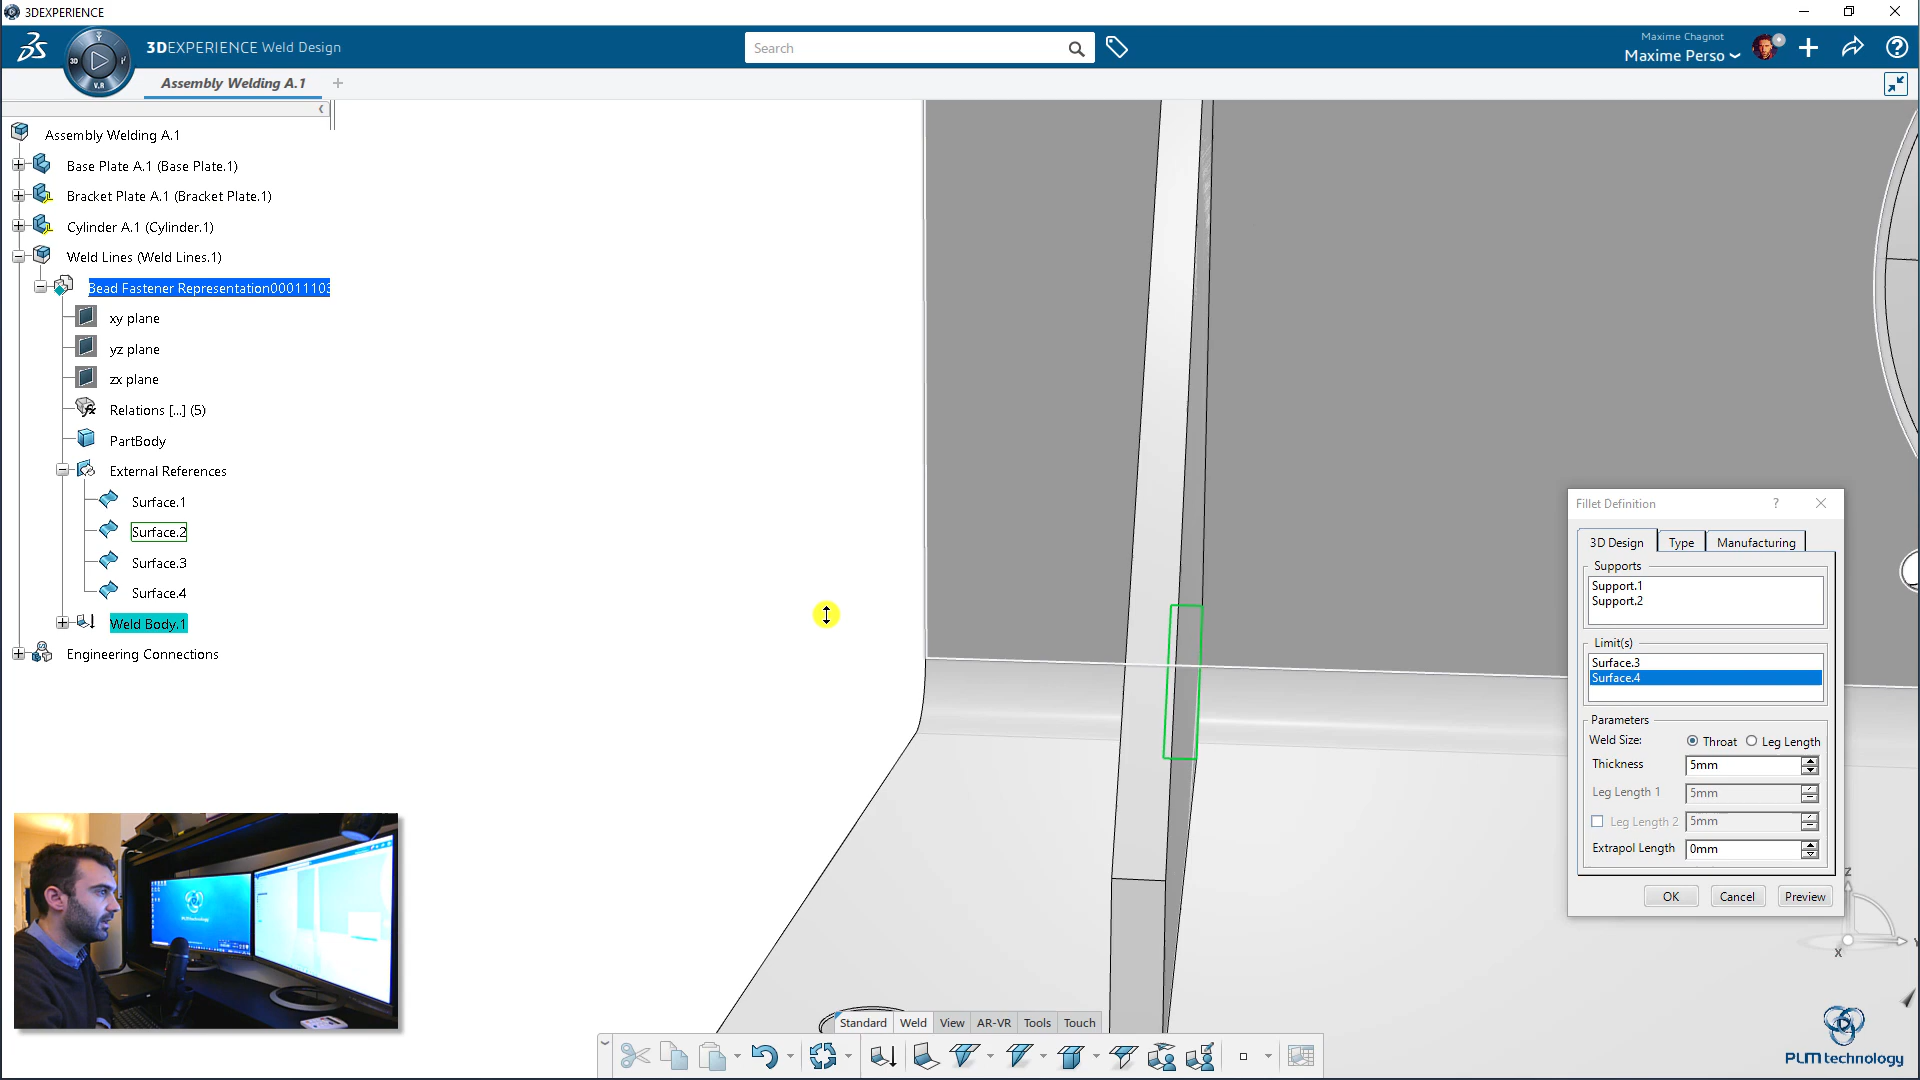 3DEXPERIENCE
3DEXPERIENCE Weld Design
Search
Maxime Chagnot
Maxime Perso
3D
V.R
Assembly Welding A.1
Assembly Welding A.1
Base Plate A.1 (Base Plate.1)
Bracket Plate A.1 (Bracket Plate.1)
Cylinder A.1 (Cylinder.1)
Weld Lines (Weld Lines.1)
Bead Fastener Representation00011103
xy plane
yz plane
zx plane
Relations [...] (5)
PartBody
External References
Surface.1
Surface.2
Surface.3
Surface.4
Weld Body.1
Engineering Connections
Fillet Definition
?
3D Design
Type
Manufacturing
Supports
Support.1
Support.2
Limit(s)
Surface.3
Surface.4
Parameters
Weld Size:
Throat
Leg Length
Thickness
5mm
Leg Length 1
5mm
Leg Length 2
5mm
Extrapol Length
0mm
OK
Cancel
Preview
Z
Y
X
Standard
Weld
View
AR-VR
Tools
Touch
PLM technology